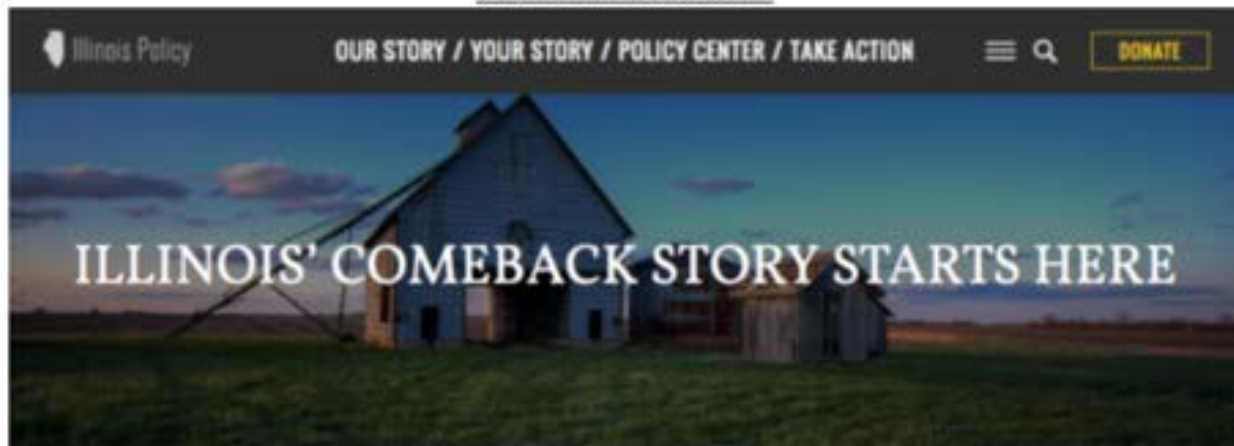 Illinois Policy
OUR STORY / YOUR STORY / POLICY CENTER / TAKE ACTION
DONATE
ILLINOIS' COMEBACK STORY STARTS HERE